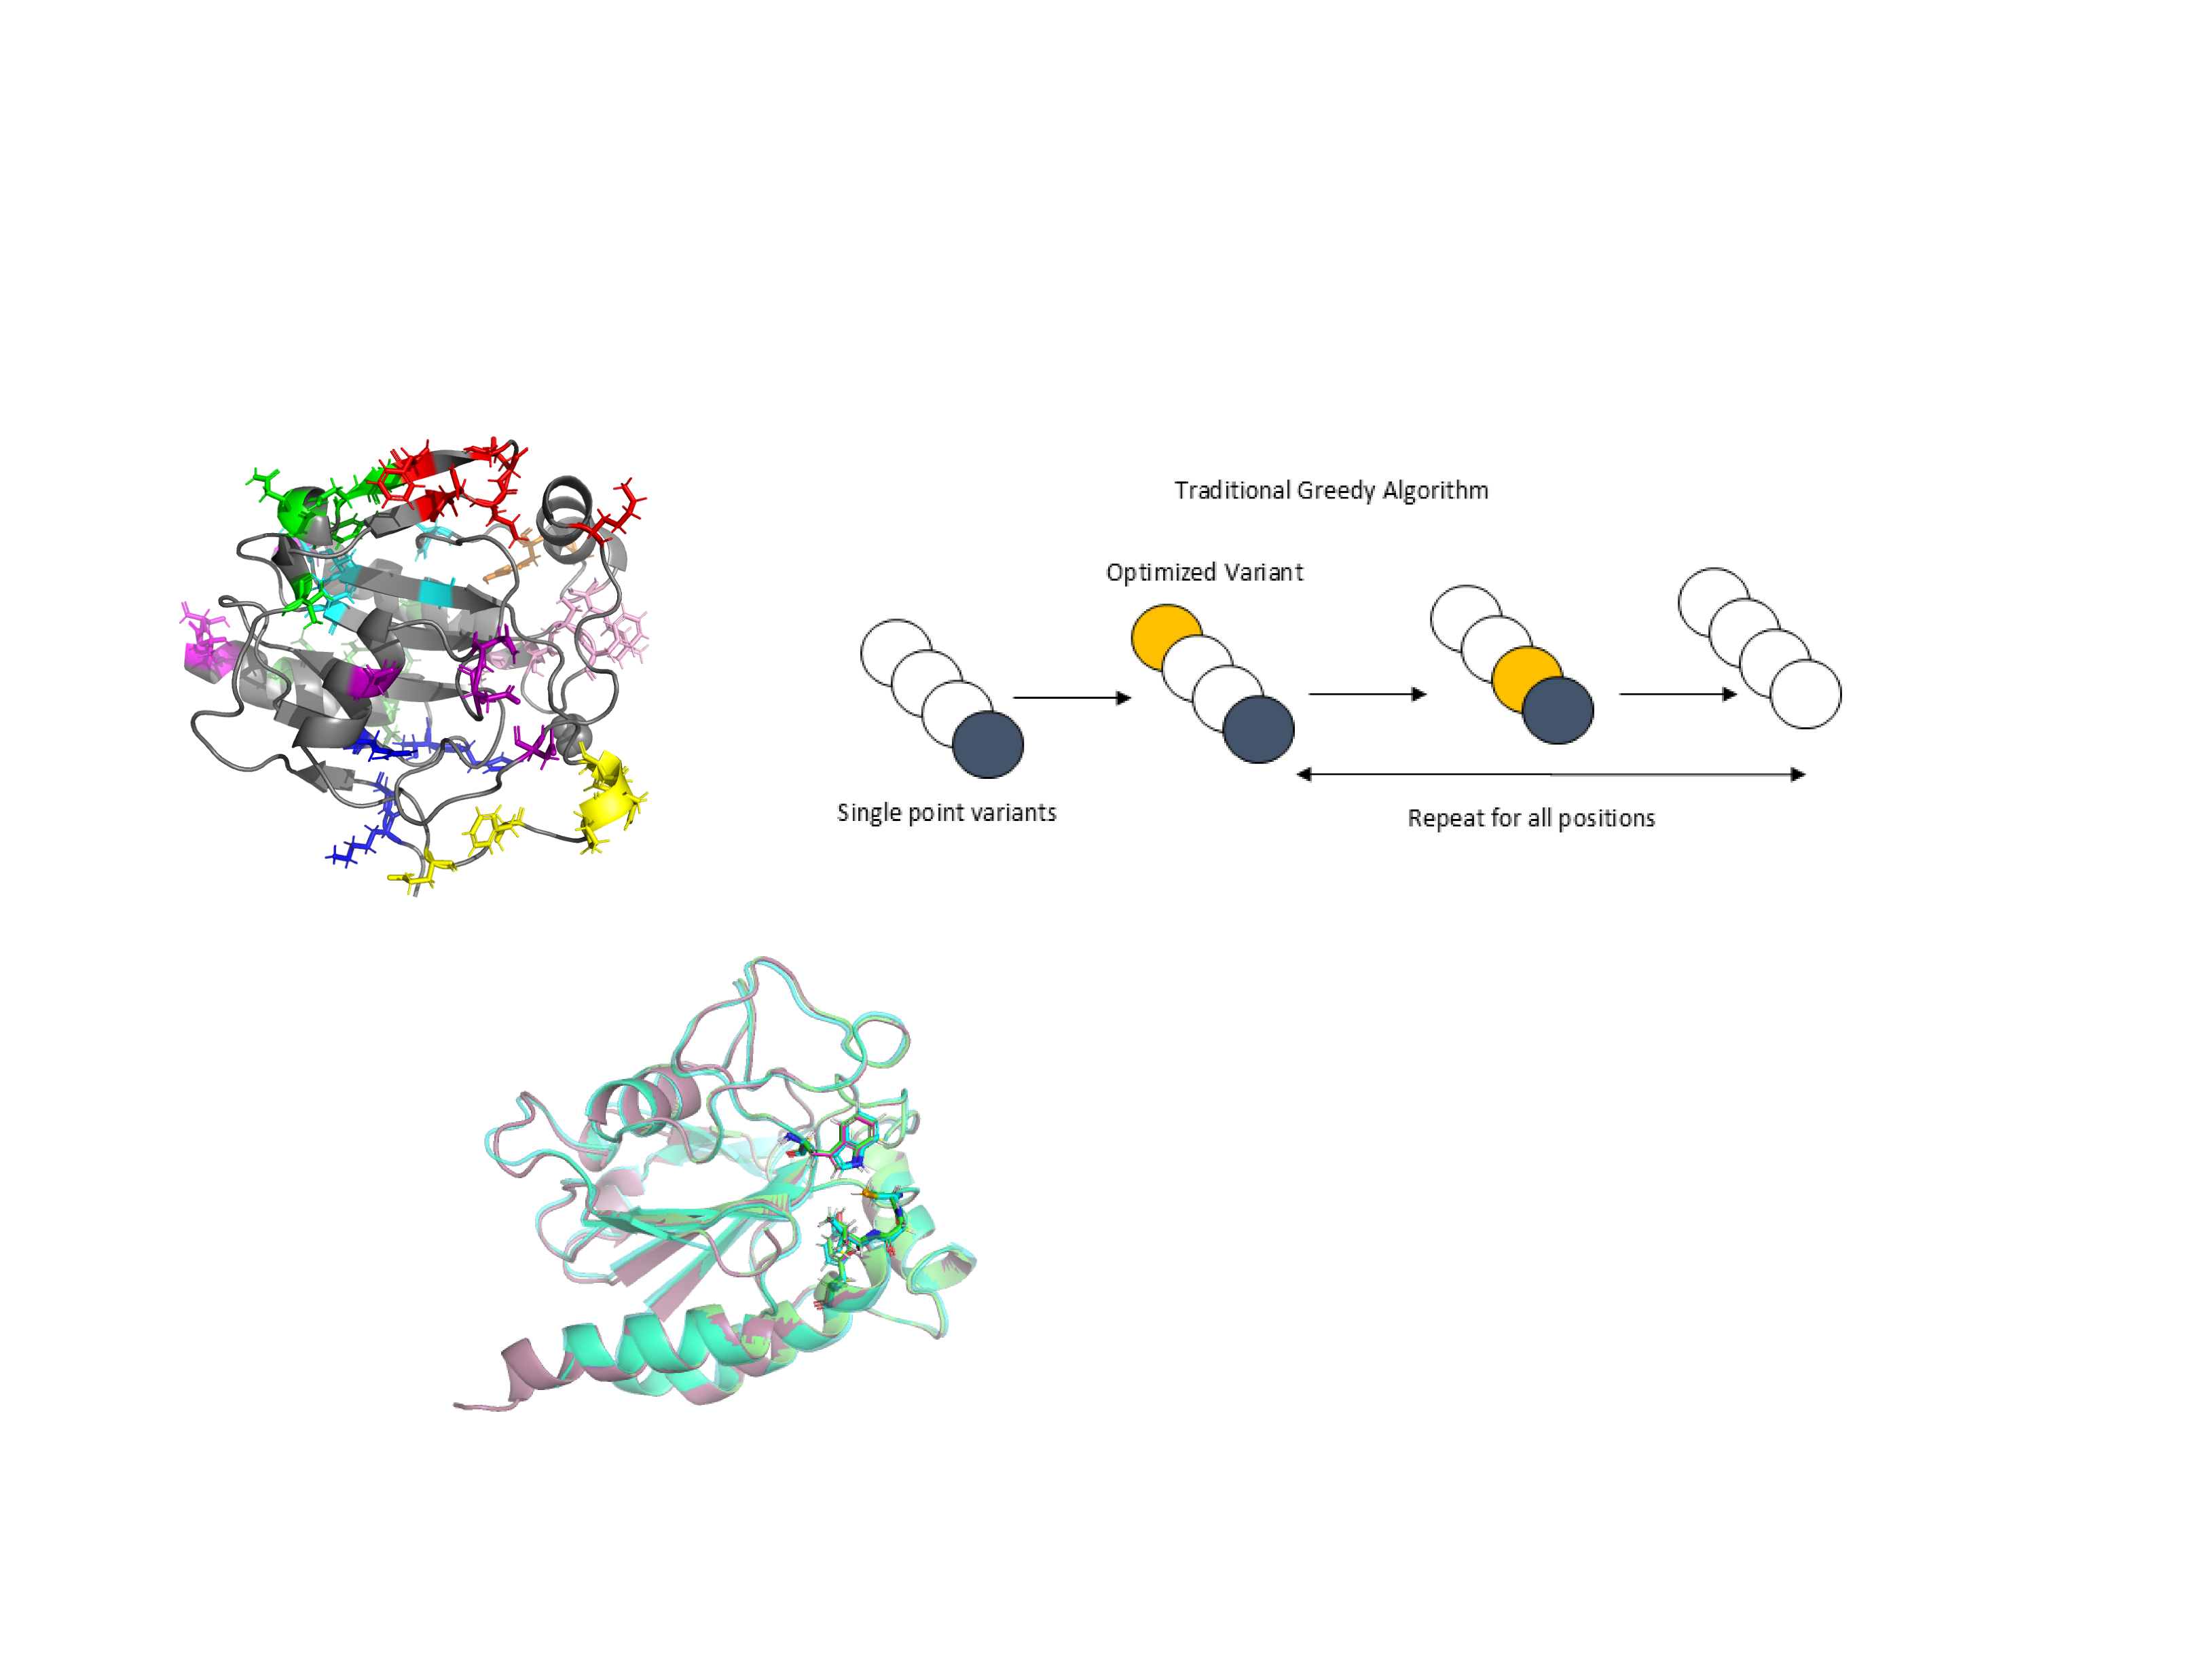 Traditional Greedy Algorithm
Optimized Variant
Single point variants
Repeat for all positions